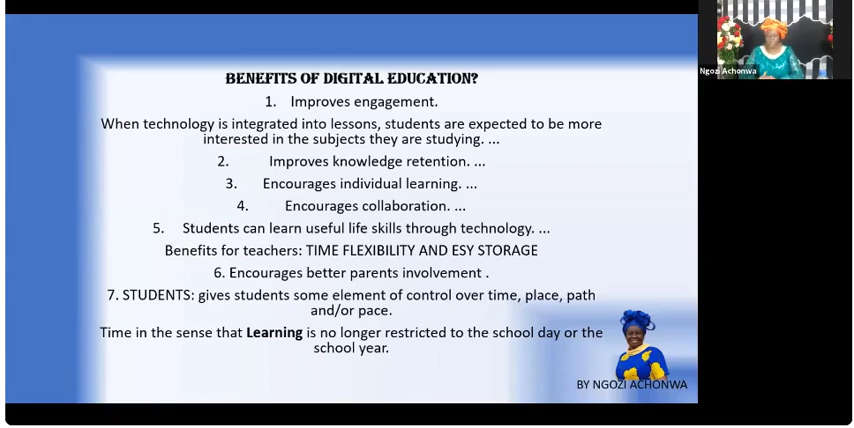 BENEFITS OF DIGITAL EDUCATION?
1. Improves engagement.
When technology is integrated into lessons, students are expected to be more
interested in the subjects they are studying. ...
2. Improves knowledge retention. ...
3. Encourages individual learning. ...
4. Encourages collaboration. ...
5. Students can learn useful life skills through technology. ...
Benefits for teachers: TIME FLEXIBILITY AND ESY STORAGE
6. Encourages better parents involvement .
7. STUDENTS: gives students some element of control over time, place, path
and/or pace.
Time in the sense that Learning is no longer restricted to the school day or the
school year.
BY NGOZI ACHONWA
Ngozi Achonwa